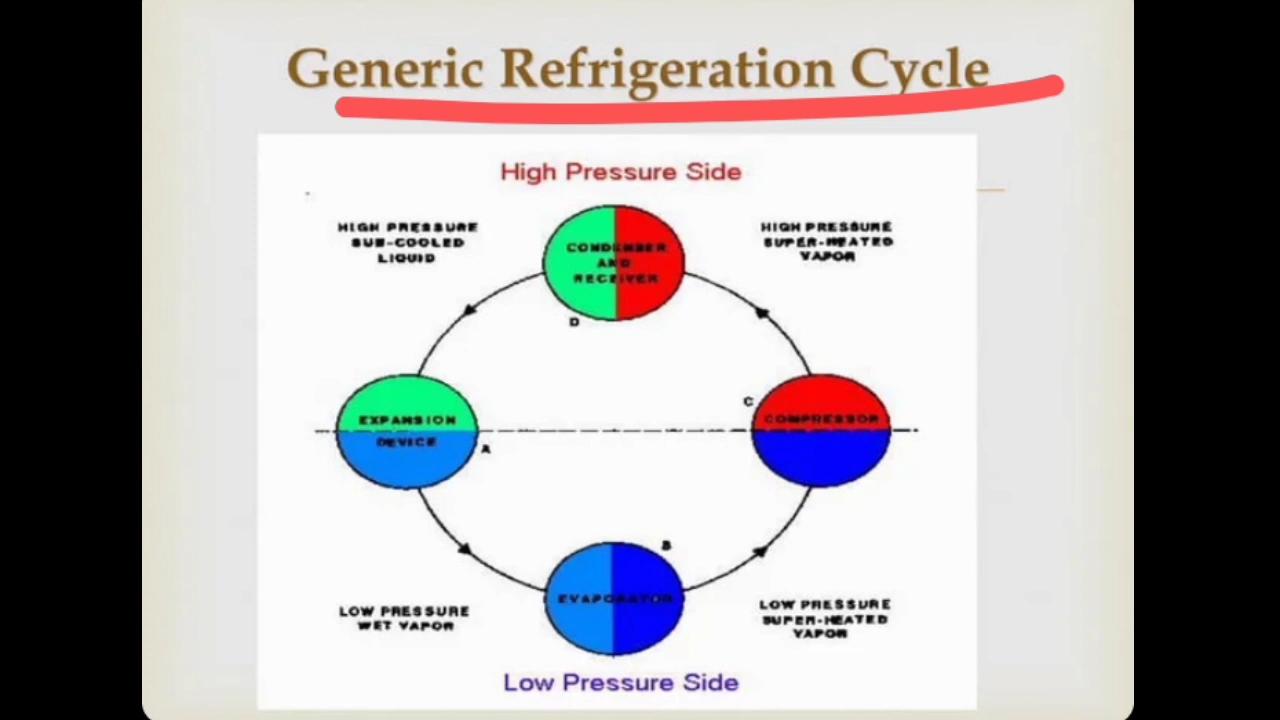 Generic Refrigeration Cycle
High Pressure Side
HIGH PRESSURE
SUB-COOLED
LIQUID
CONDENSER
AND
RECEIVER
HIGH PRESSURE
SUPER-HEATED
VAPOR
D
C
EXPANSION
DEVICE
A
COMPRESSOR
B
EVAPORATOR
LOW PRESSURE
WET VAPOR
LOW PRESSURE
SUPER-HEATED
VAPOR
Low Pressure Side